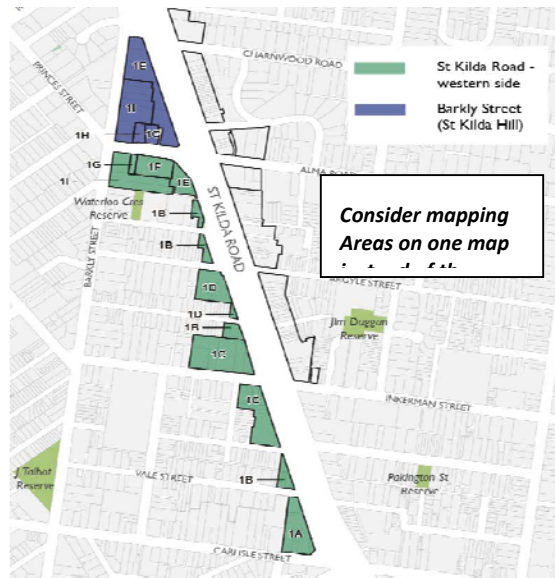 CHARNWOOD ROAD
St Kilda Road -
western side
Barkly Street
(St Kilda Hill)
PRINCES STREET
1E
1I
1H
1C
1G
1F
1I
1E
ALMA
ST KILDA ROAD
Waterloo Cres
Reserve
1B
1B
BARKLY STREET
Consider mapping
Areas on one map
ARGYLE STREET
1D
1D
1B
Jim Duggan
Reserve
1C
INKERMAN STREET
1C
J Talbot
Reserve
VALE STREET
1B
Pakington St
Reserve
1A
CARLISLE STREET